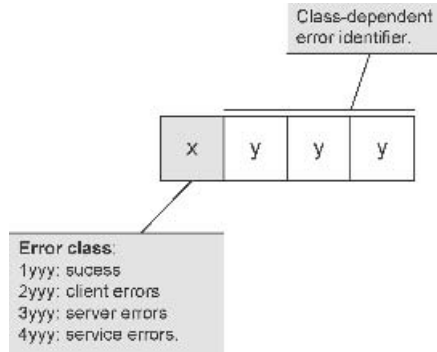 Class-dependent
error identifier.
x y y y
Error class:
1yyy: sucess
2yyy: client errors
3yyy: server errors
4yyy: service errors.